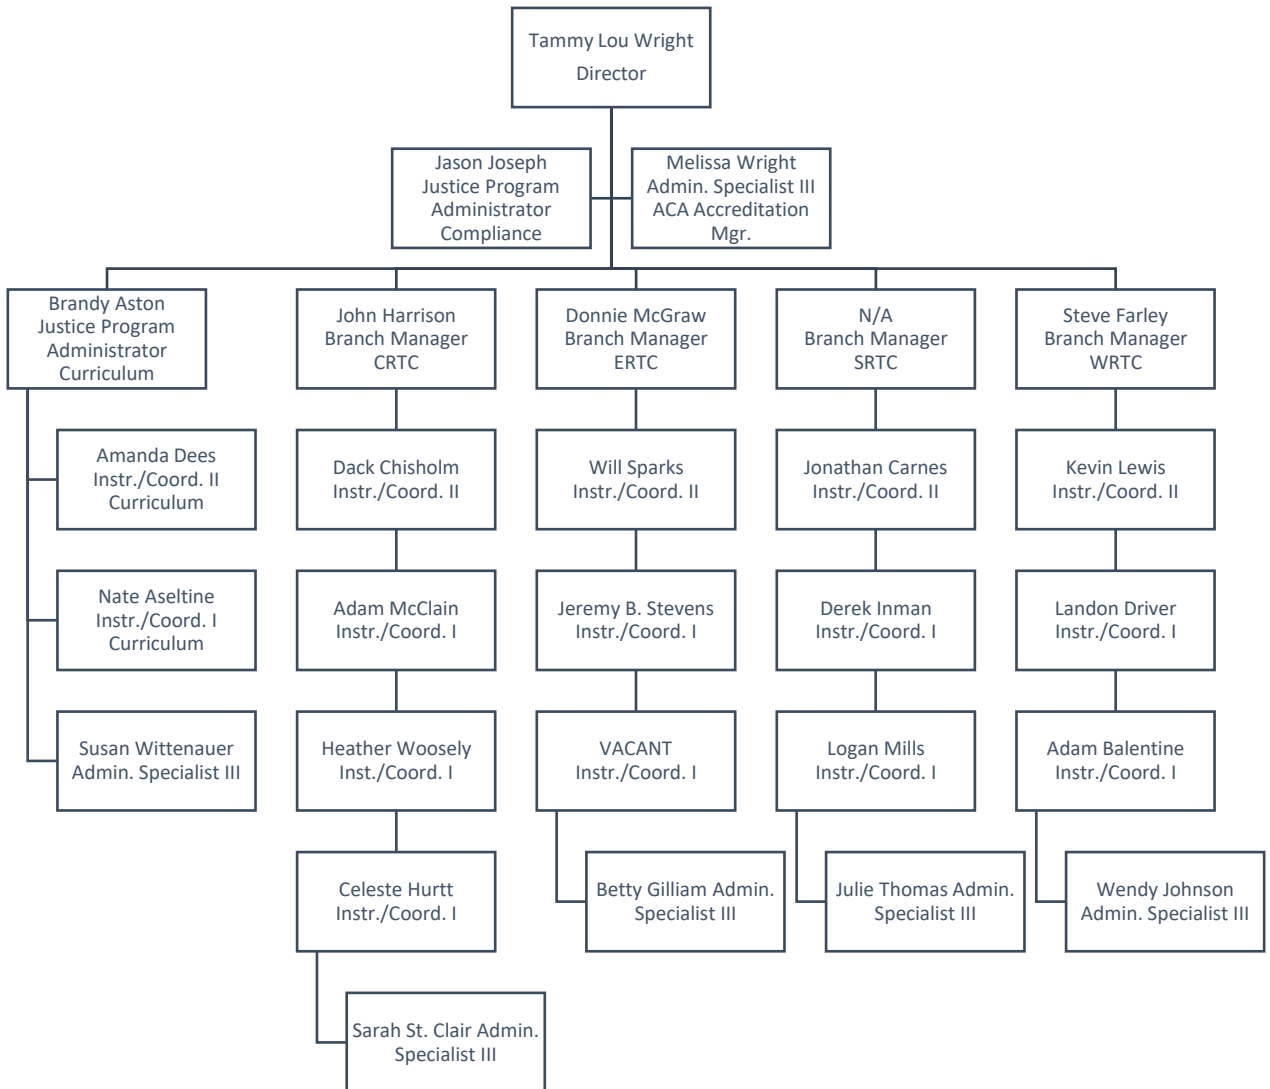 Tammy Lou Wright
Director
Jason Joseph
Justice Program
Administrator
Compliance
Melissa Wright
Admin. Specialist III
ACA Accreditation
Mgr.
Brandy Aston
Justice Program
Administrator
Curriculum
Amanda Dees
Instr./Coord. II
Curriculum
Nate Aseltine
Instr./Coord. I
Curriculum
Susan Wittenauer
Admin. Specialist III
John Harrison
Branch Manager
CRTC
Dack Chisholm
Instr./Coord. II
Adam McClain
Instr./Coord. I
Heather Woosely
Inst./Coord. I
Celeste Hurtt
Instr./Coord. I
Sarah St. Clair Admin.
Specialist III
Donnie McGraw
Branch Manager
ERTC
Will Sparks
Instr./Coord. II
Jeremy B. Stevens
Instr./Coord. I
VACANT
Instr./Coord. I
Betty Gilliam Admin.
Specialist III
N/A
Branch Manager
SRTC
Jonathan Carnes
Instr./Coord. II
Derek Inman
Instr./Coord. I
Logan Mills
Instr./Coord. I
Julie Thomas Admin.
Specialist III
Steve Farley
Branch Manager
WRTC
Kevin Lewis
Instr./Coord. II
Landon Driver
Instr./Coord. I
Adam Balentine
Instr./Coord. I
Wendy Johnson
Admin. Specialist III